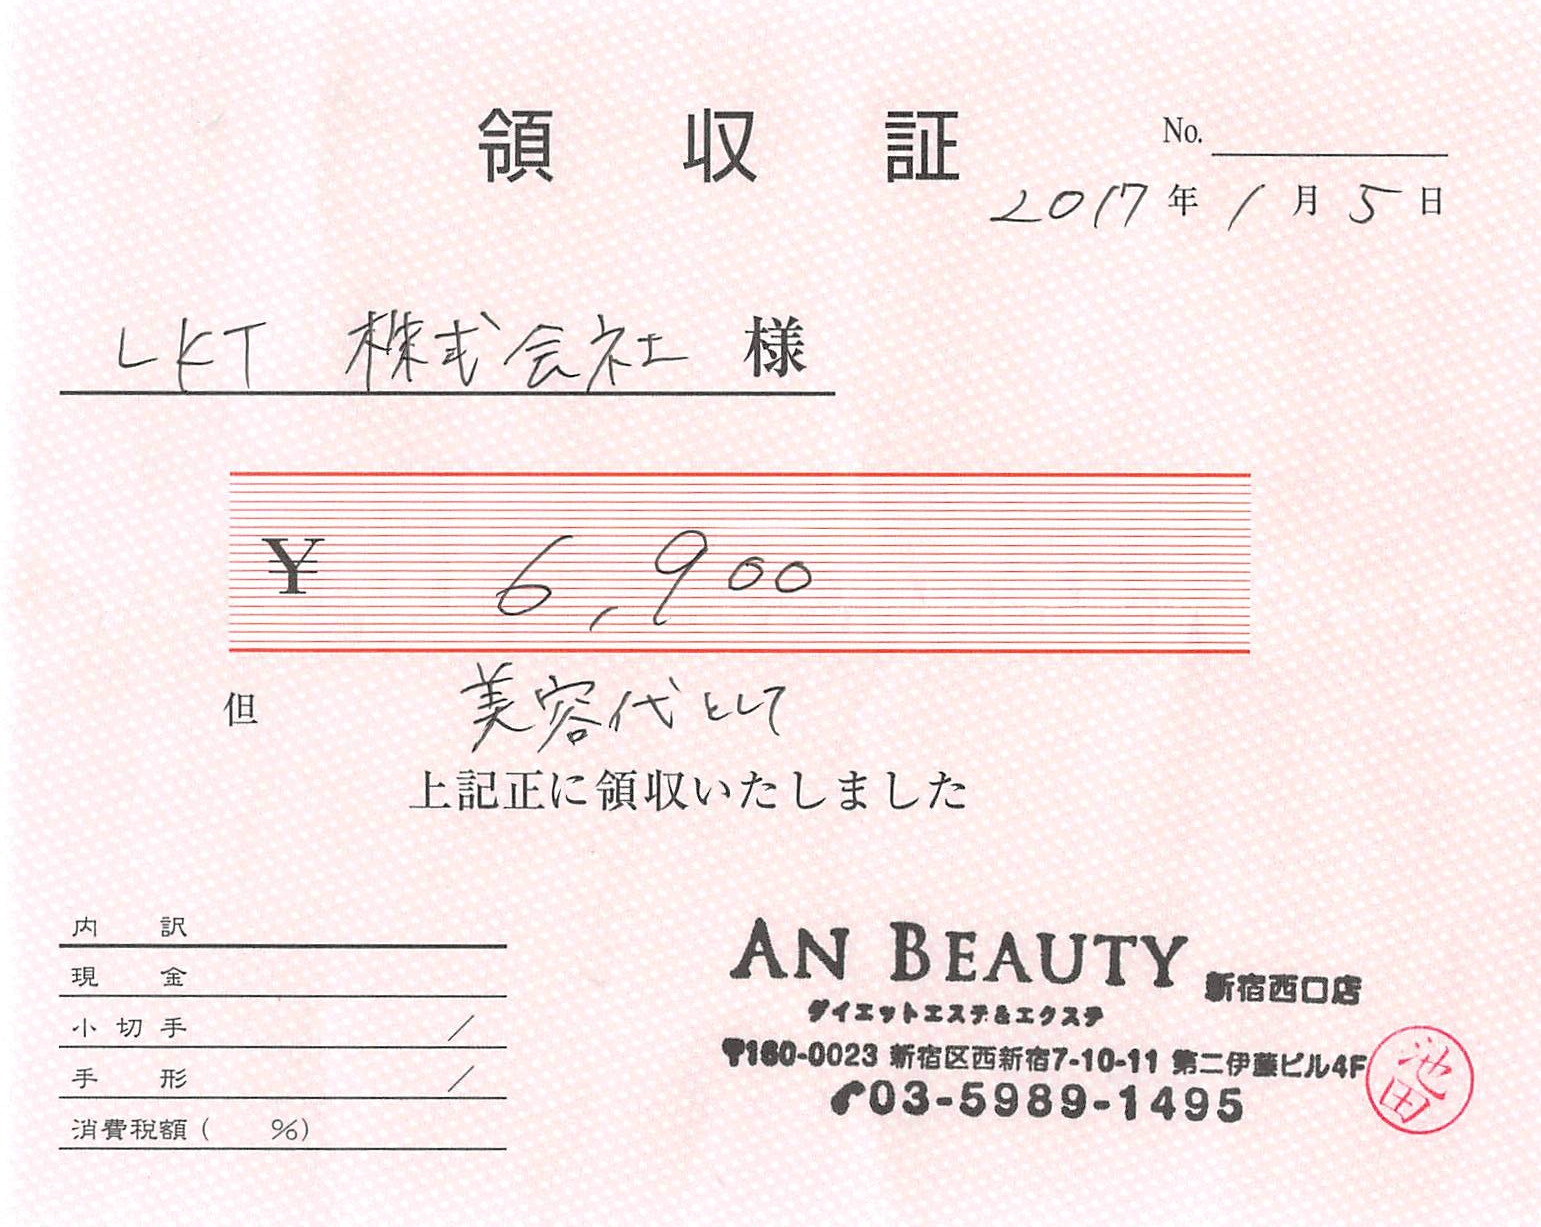 領収証
No.
2017年1月5日
LKT 株式会社 様
¥ 6,900
但 美容代として
上記正に領収いたしました
内訳
現金
小切手 /
手形 /
消費税額( %)
AN BEAUTY 新宿西口店
ダイエットエステ&エクステ
〒160-0023 新宿区西新宿7-10-11 第二伊藤ビル4F
03-5989-1495
池田